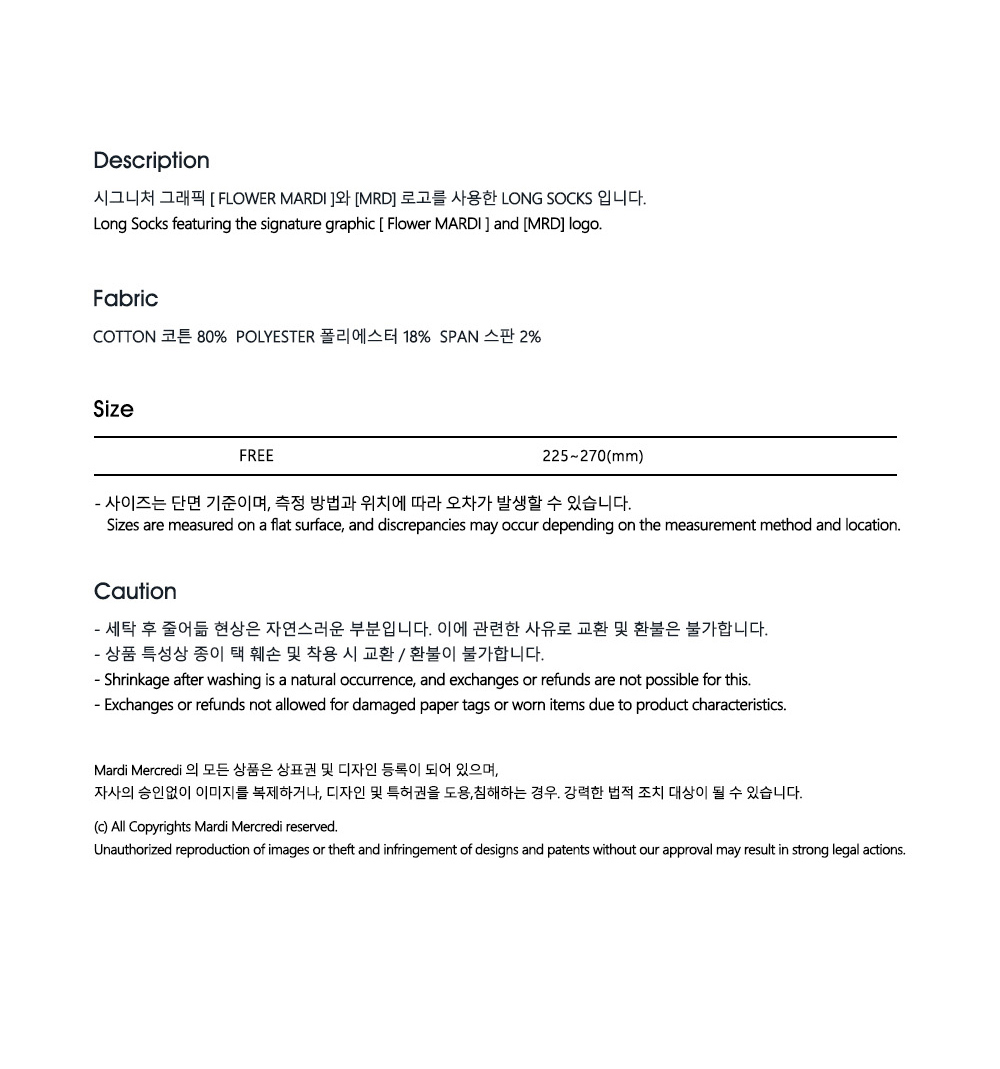 Description
시그니처 그래픽 [ FLOWER MARDI ]와 [MRD] 로고를 사용한 LONG SOCKS 입니다.
Long Socks featuring the signature graphic [ Flower MARDI ] and [MRD] logo.
Fabric
COTTON 코튼 80%  POLYESTER 폴리에스터 18%  SPAN 스판 2%
Size
FREE 225~270(mm)
- 사이즈는 단면 기준이며, 측정 방법과 위치에 따라 오차가 발생할 수 있습니다.
Sizes are measured on a flat surface, and discrepancies may occur depending on the measurement method and location.
Caution
- 세탁 후 줄어듦 현상은 자연스러운 부분입니다. 이에 관련한 사유로 교환 및 환불은 불가합니다.
- 상품 특성상 종이 택 훼손 및 착용 시 교환 / 환불이 불가합니다.
- Shrinkage after washing is a natural occurrence, and exchanges or refunds are not possible for this.
- Exchanges or refunds not allowed for damaged paper tags or worn items due to product characteristics.
Mardi Mercredi 의 모든 상품은 상표권 및 디자인 등록이 되어 있으며,
자사의 승인없이 이미지를 복제하거나, 디자인 및 특허권을 도용,침해하는 경우. 강력한 법적 조치 대상이 될 수 있습니다.
(c) All Copyrights Mardi Mercredi reserved.
Unauthorized reproduction of images or theft and infringement of designs and patents without our approval may result in strong legal actions.